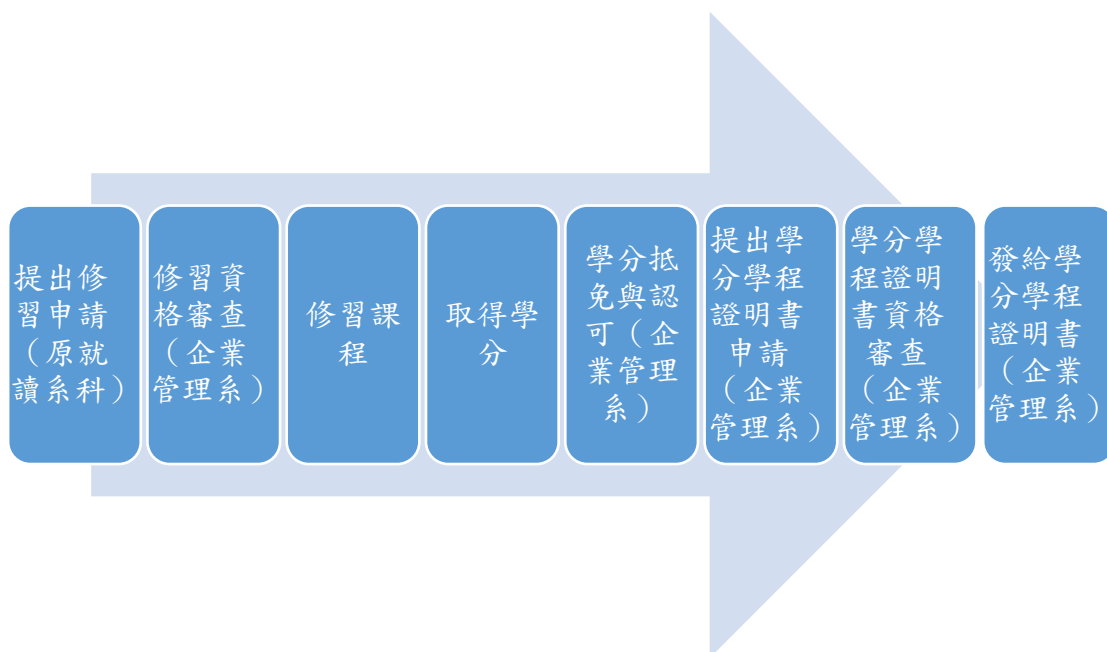 提出修
習申請
（原就
讀系科）
修習資
格審查
（企業
管理系）
修習課
程
取得學
分
學分抵
免與認
可（企
業管理
系）
提出學
分學程
證明書
申請
（企業
管理系）
學分學
程證明
書資格
審查
（企業
管理系）
發給學
分學程
證明書
（企業
管理系）